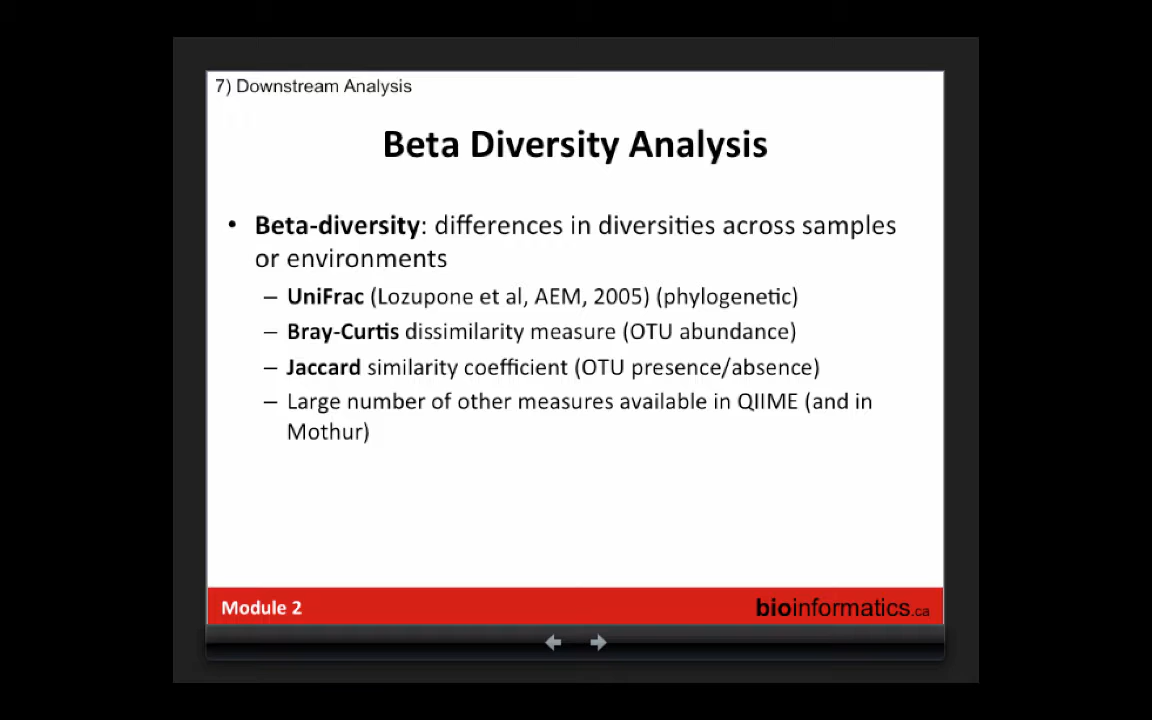 7) Downstream Analysis
Beta Diversity Analysis
• Beta-diversity: differences in diversities across samples
or environments
– UniFrac (Lozupone et al, AEM, 2005) (phylogenetic)
– Bray-Curtis dissimilarity measure (OTU abundance)
– Jaccard similarity coefficient (OTU presence/absence)
– Large number of other measures available in QIIME (and in
Mothur)
Module 2
bioinformatics.ca